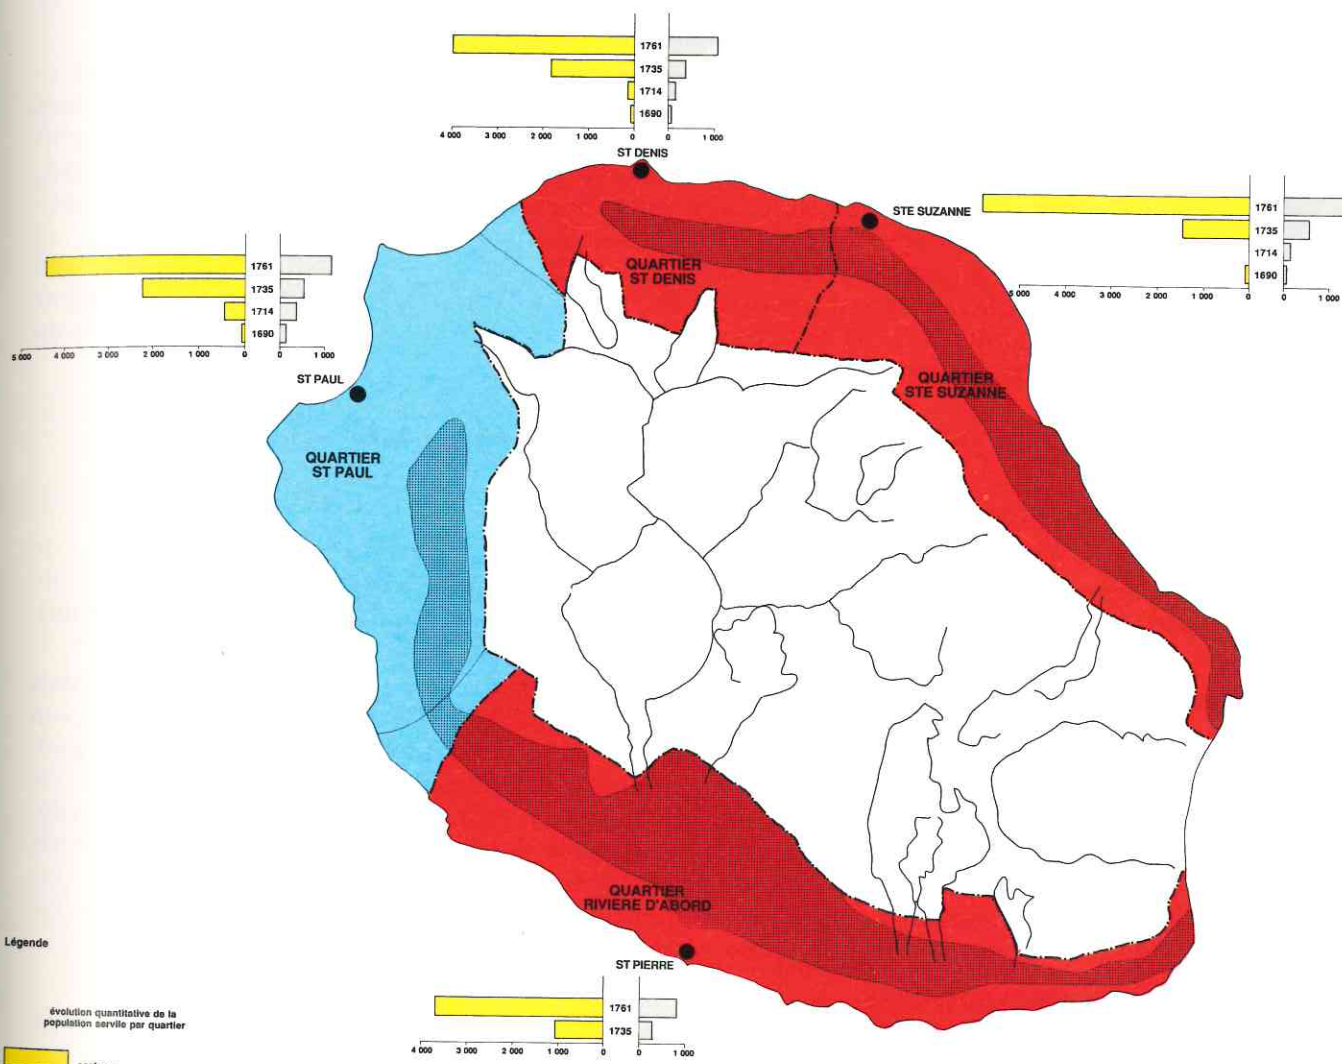 1761
1735
1714
1690
4 000 3 000 2 000 1 000 0 0 1 000
ST DENIS
1761
1735
1714
1690
5 000 4 000 3 000 2 000 1 000 0 0 1 000
STE SUZANNE
1761
1735
1714
1690
5 000 4 000 3 000 2 000 1 000 0 0 1 000
ST PAUL
QUARTIER
ST DENIS
QUARTIER
STE SUZANNE
QUARTIER
ST PAUL
QUARTIER
RIVIERE D'ABORD
ST PIERRE
1761
1735
4 000 3 000 2 000 1 000 0 0 1 000
Légende
évolution quantitative de la
population servile par quartier